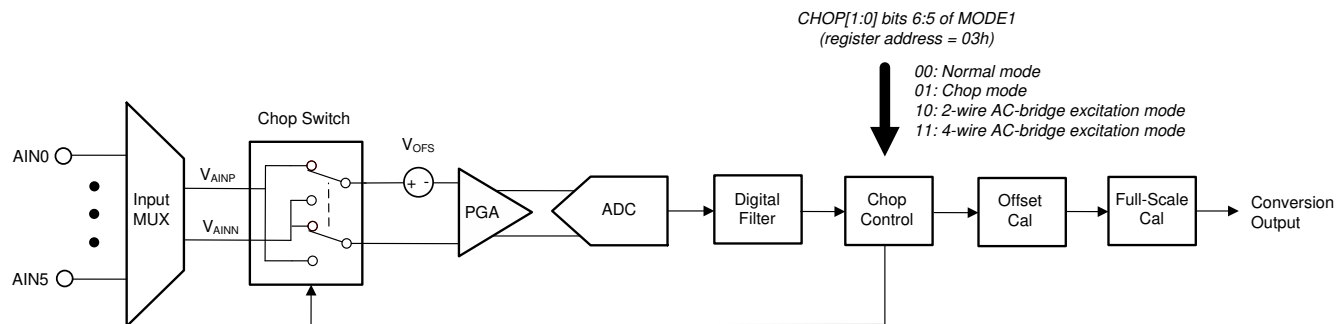 CHOP[1:0] bits 6:5 of MODE1
(register address = 03h)
00: Normal mode
01: Chop mode
10: 2-wire AC-bridge excitation mode
11: 4-wire AC-bridge excitation mode
Chop Switch
VOFS
AIN0
VAINP
Input
MUX
VAINN
AIN5
+ -
PGA
ADC
Digital
Filter
Chop
Control
Offset
Cal
Full-Scale
Cal
Conversion
Output